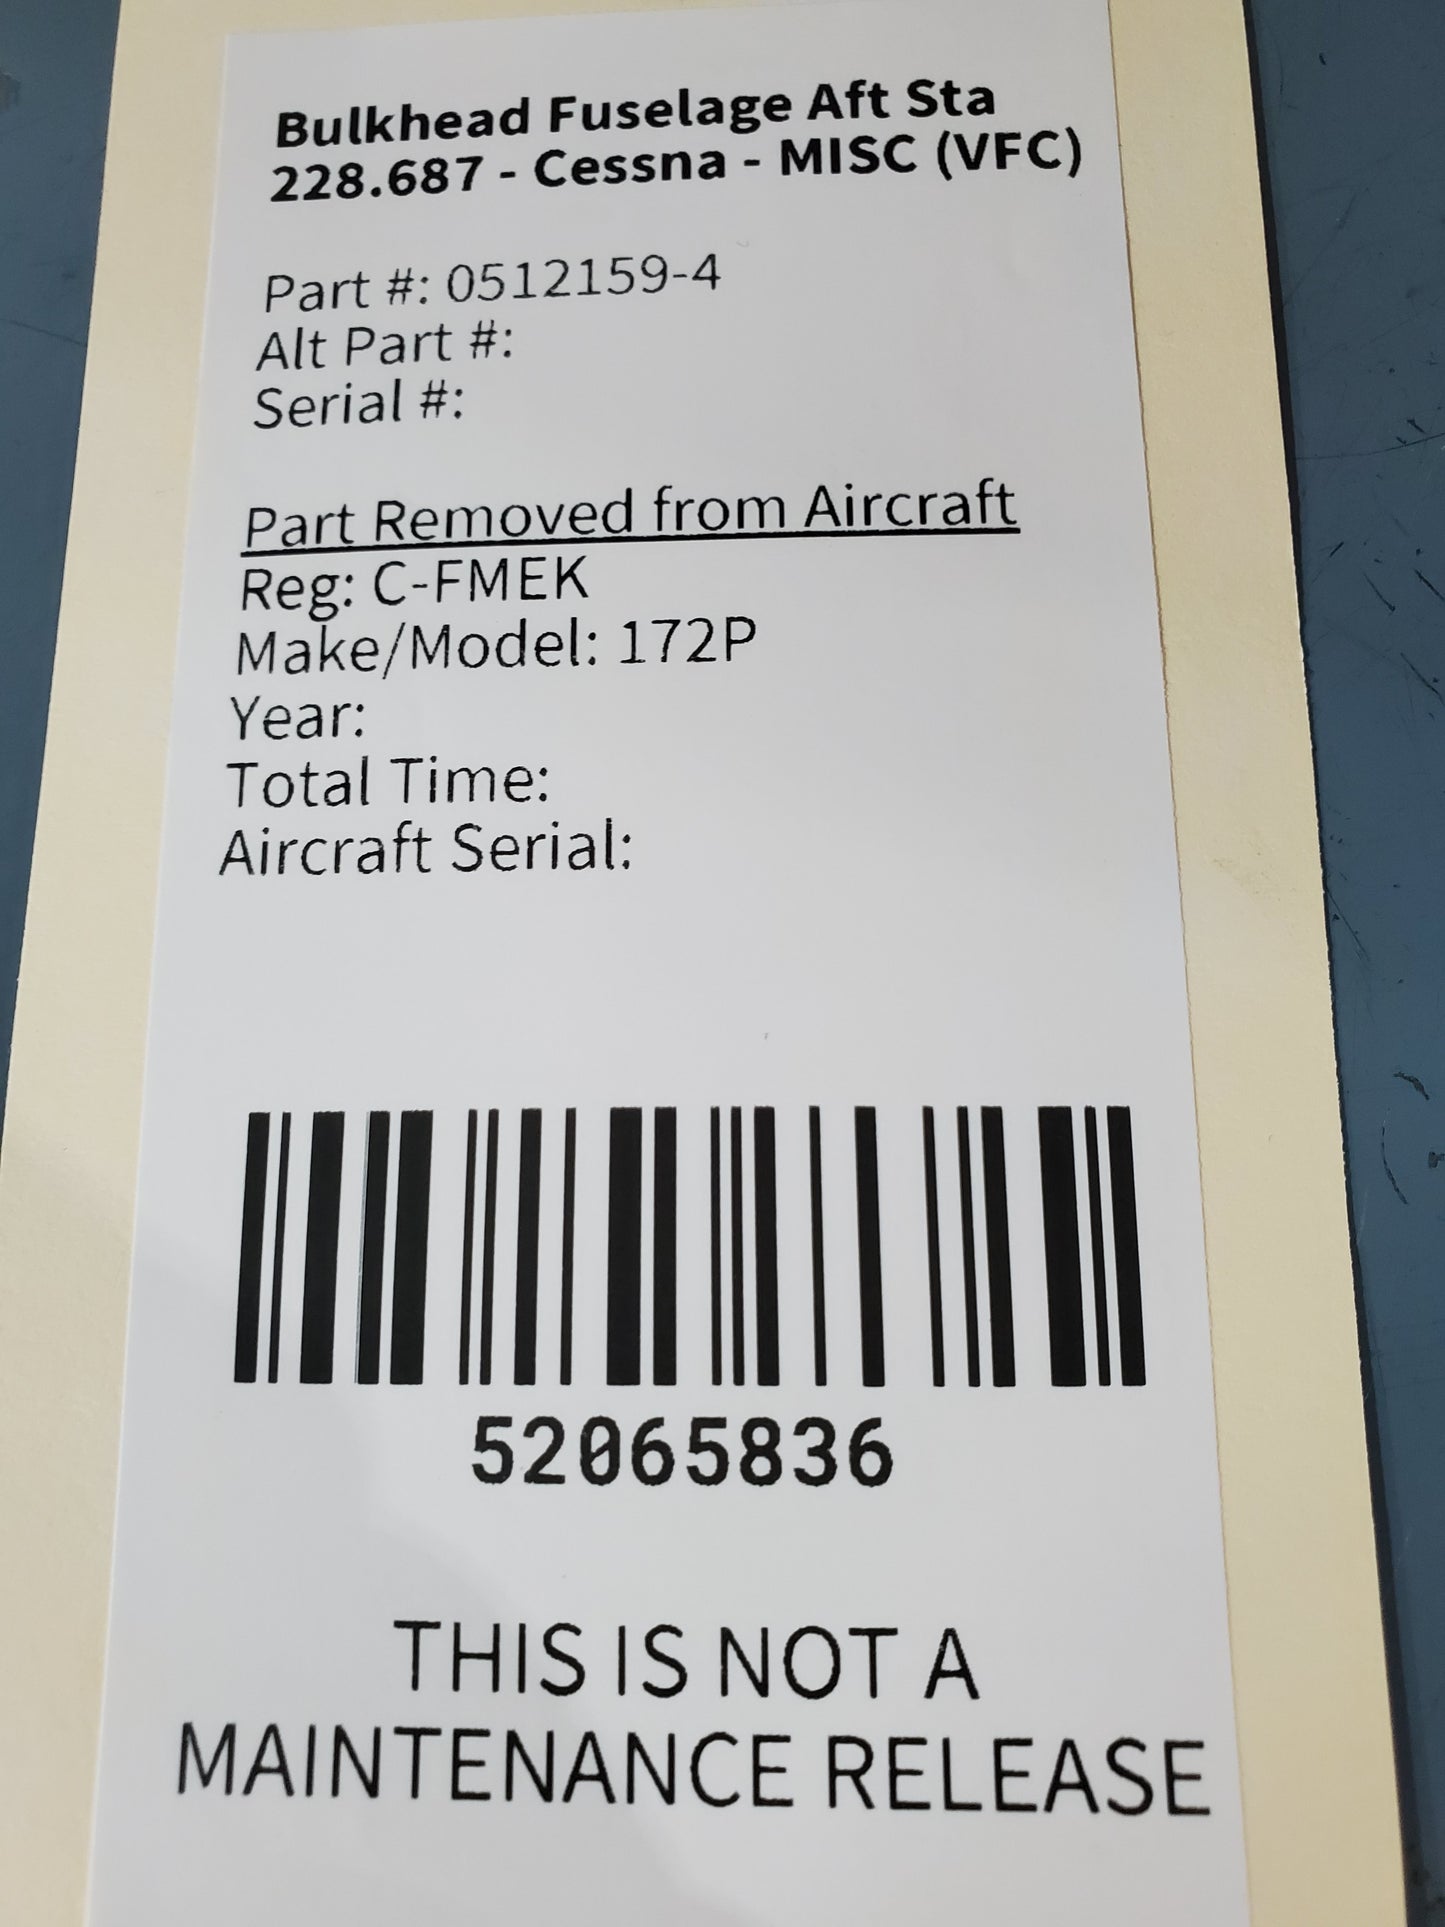 Bulkhead Fuselage Aft Sta
228.687 - Cessna - MISC (VFC)
Part #: 0512159-4
Alt Part #:
Serial #:
Part Removed from Aircraft
Reg: C-FMEK
Make/Model: 172P
Year:
Total Time:
Aircraft Serial:
52065836
THIS IS NOT A
MAINTENANCE RELEASE